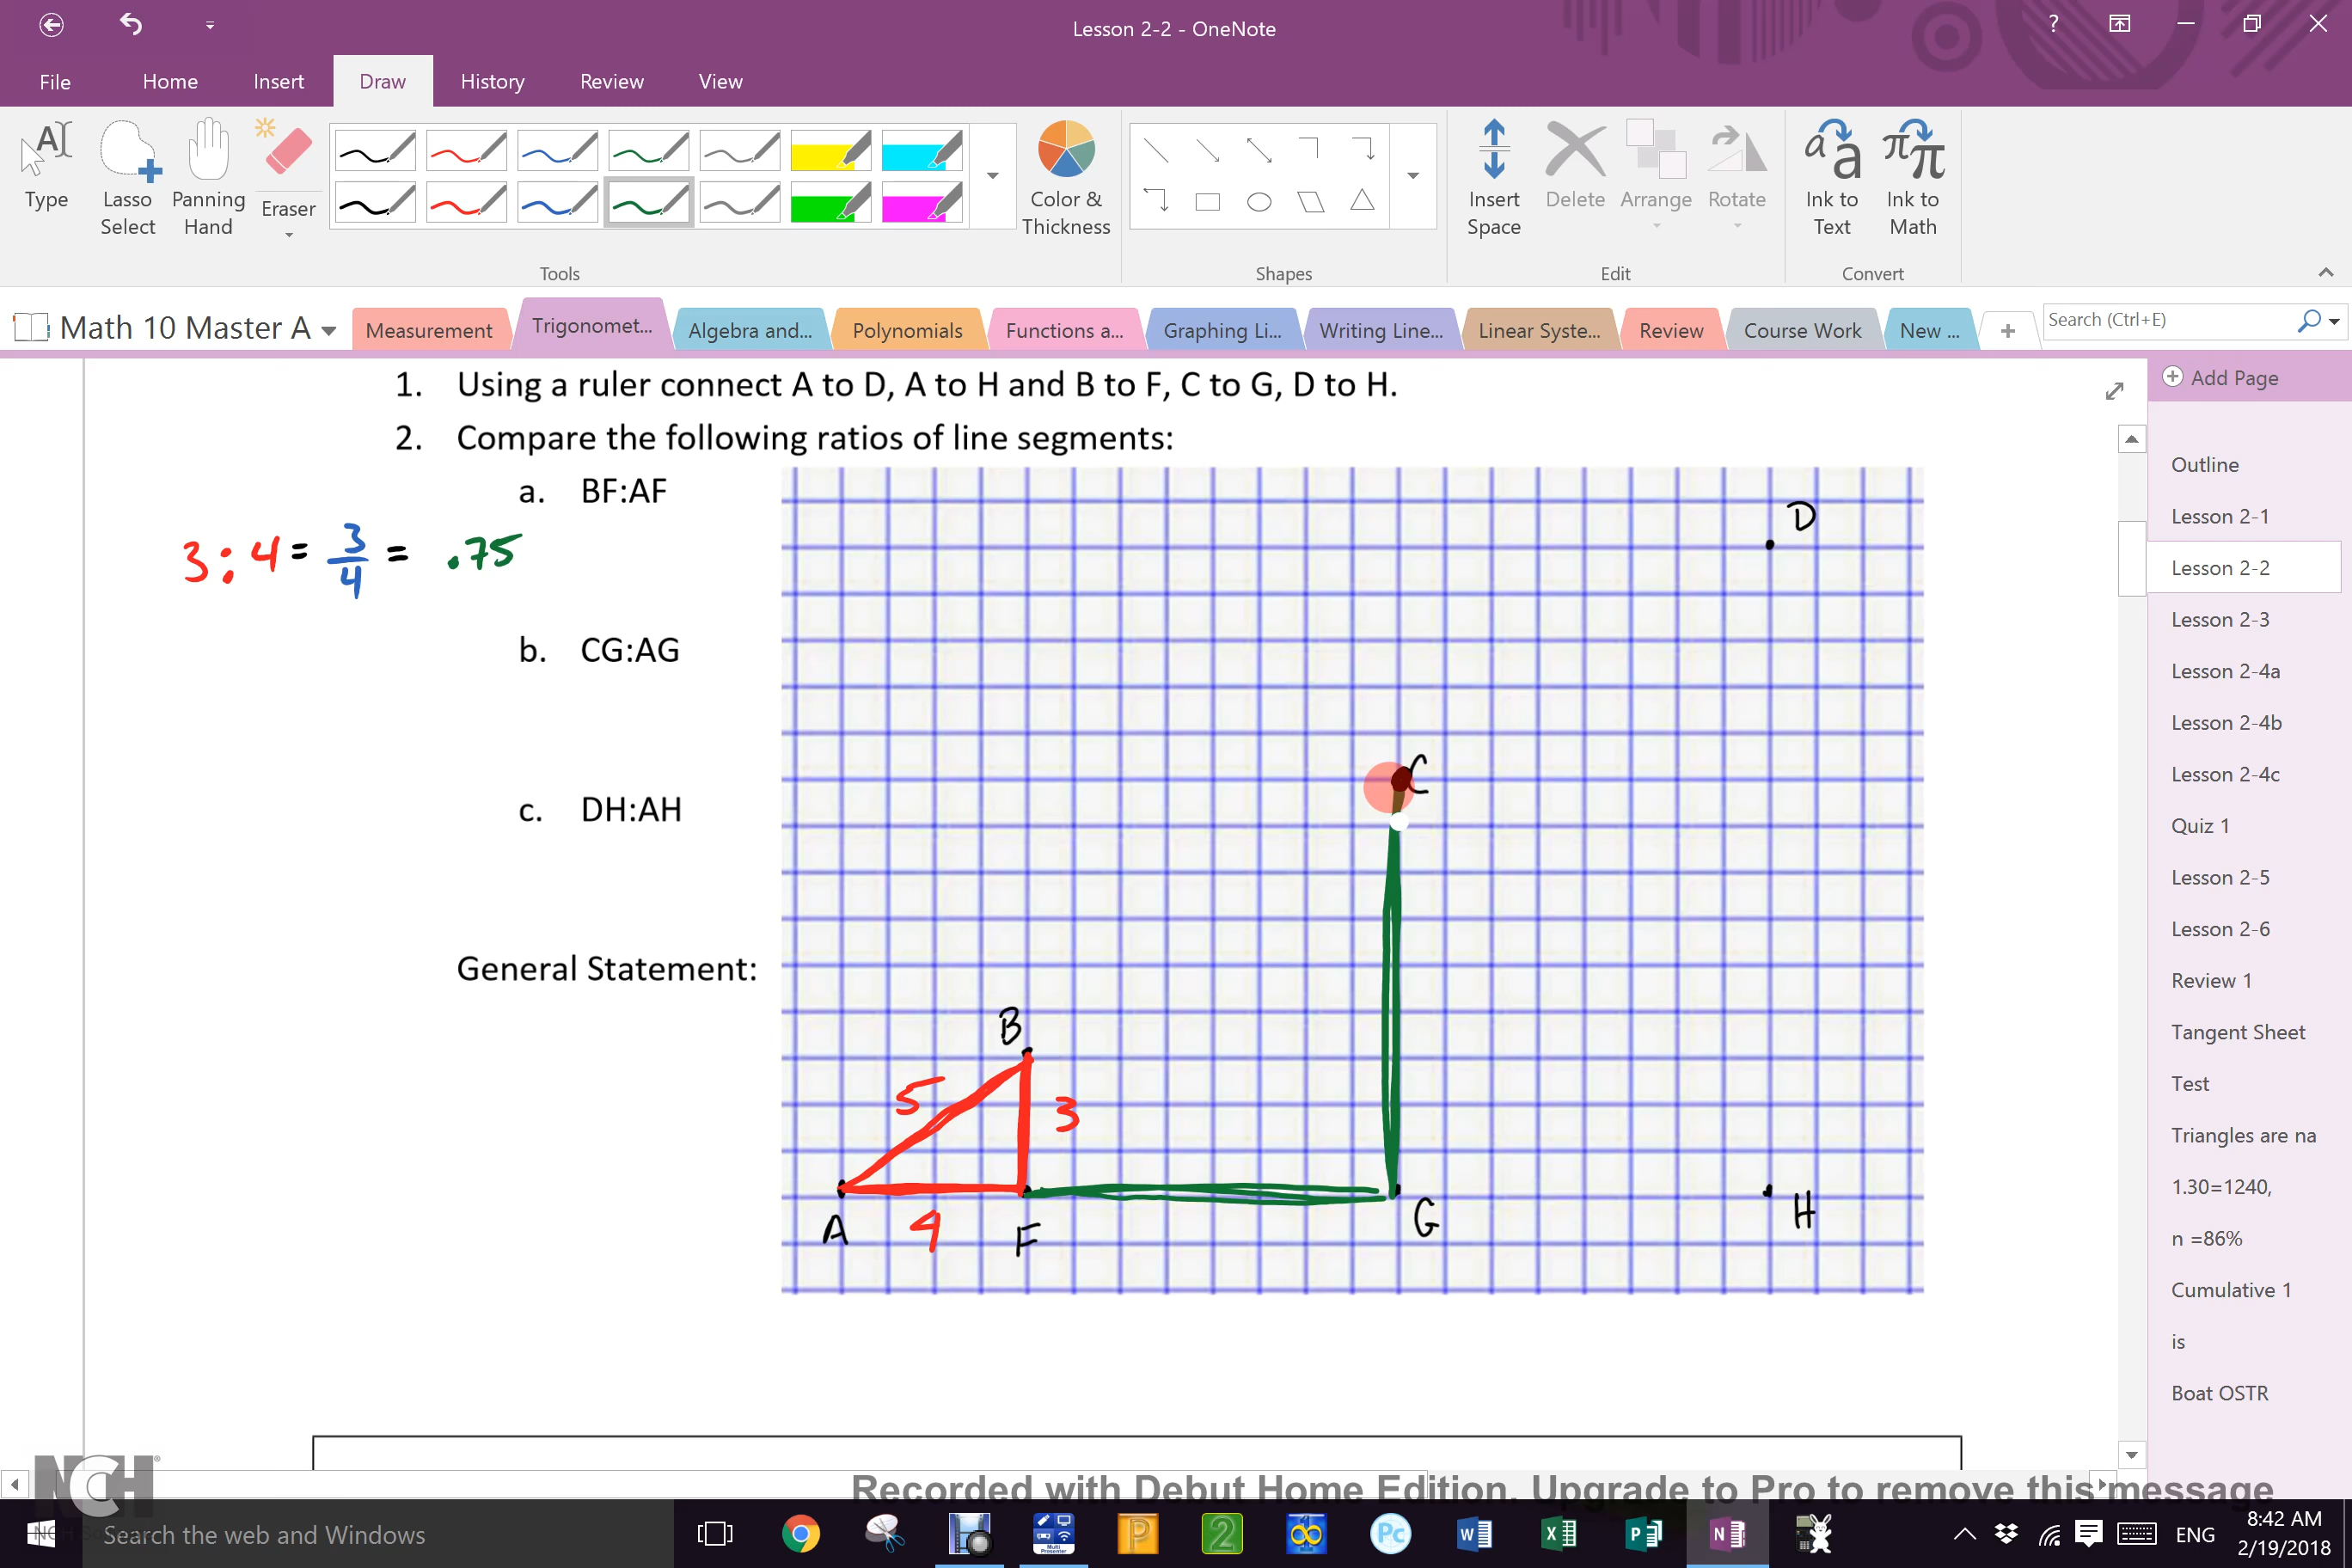 Lesson 2-2 - OneNote
?
File Home Insert Draw History Review View
Type
Lasso Select
Panning Hand
Eraser
Color & Thickness
Insert Space
Delete
Arrange
Rotate
Ink to Text
Ink to Math
Tools
Shapes
Edit
Convert
Math 10 Master A
Measurement Trigonomet... Algebra and... Polynomials Functions a... Graphing Li... Writing Line... Linear Syste... Review Course Work New ...
Search (Ctrl+E)
1. Using a ruler connect A to D, A to H and B to F, C to G, D to H.
2. Compare the following ratios of line segments:
a. BF:AF
3:4 = 3/4 = .75
b. CG:AG
c. DH:AH
General Statement:
D
C
B
5
3
A
4
F
G
H
Add Page
Outline
Lesson 2-1
Lesson 2-2
Lesson 2-3
Lesson 2-4a
Lesson 2-4b
Lesson 2-4c
Quiz 1
Lesson 2-5
Lesson 2-6
Review 1
Tangent Sheet
Test
Triangles are na
1.30=1240,
n =86%
Cumulative 1
is
Boat OSTR
NCH
Recorded with Debut Home Edition. Upgrade to Pro to remove this message
Search the web and Windows
ENG
8:42 AM
2/19/2018